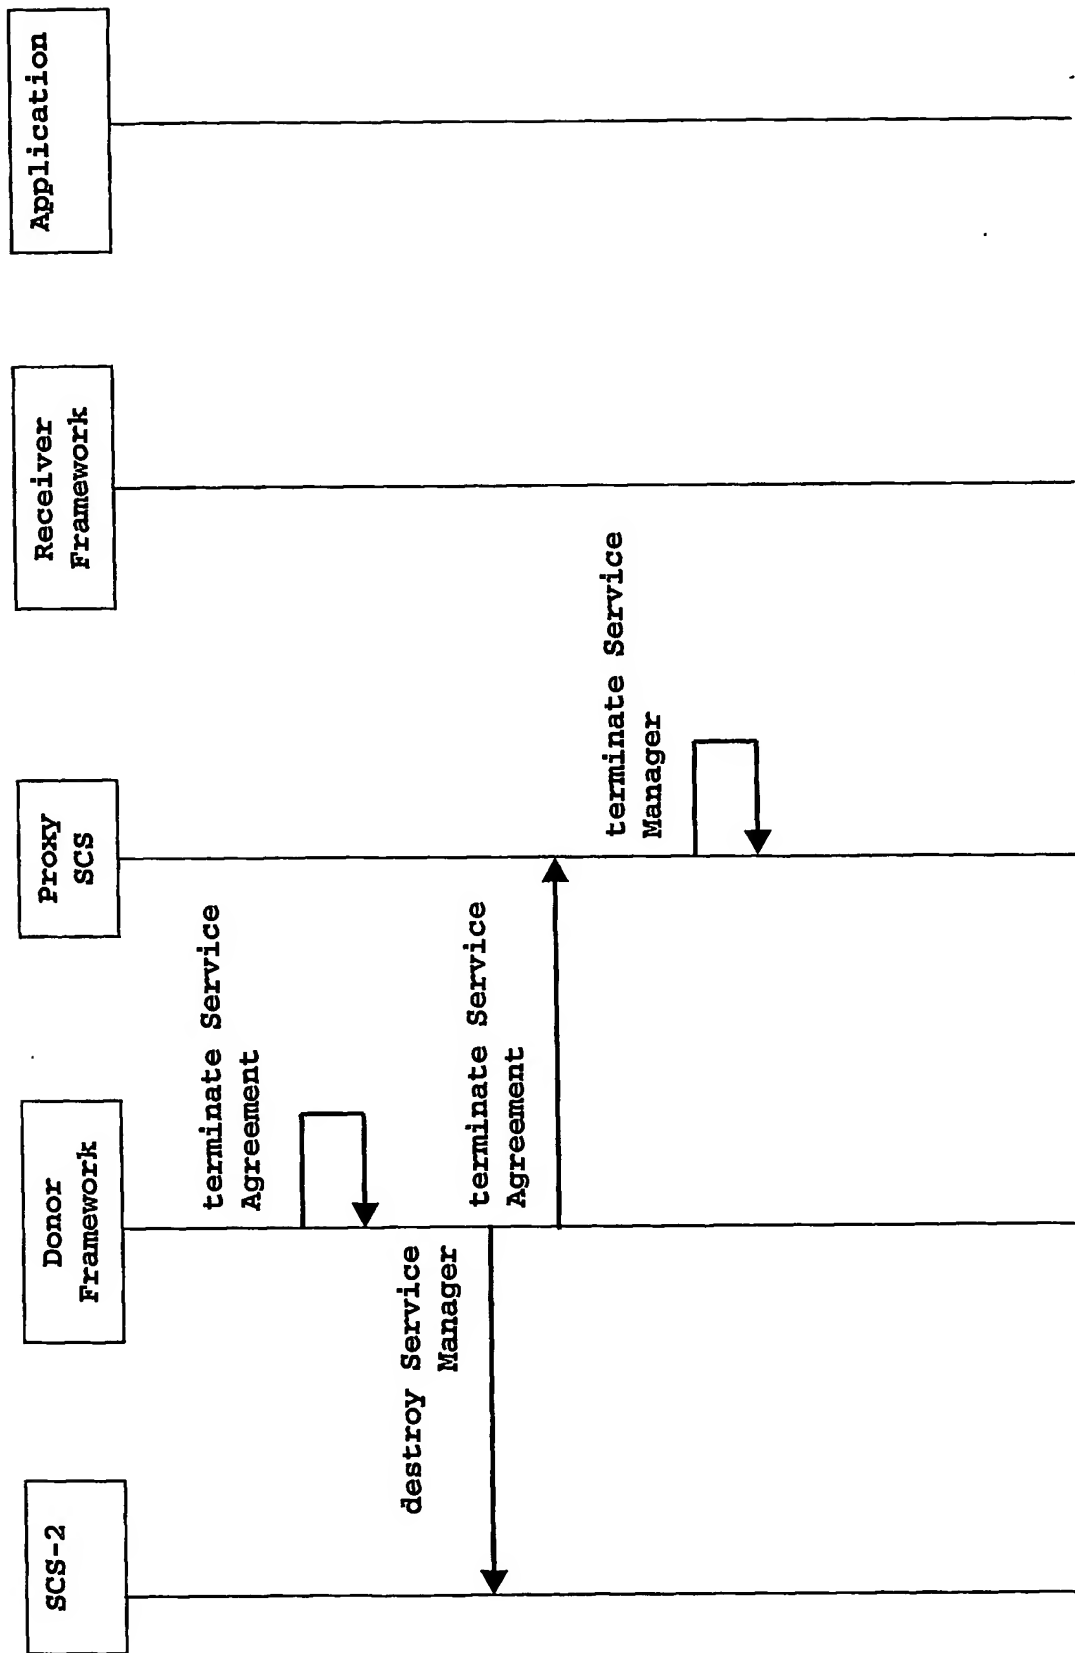 SCS-2
Donor
Framework
Proxy
SCS
Receiver
Framework
Application
terminate Service
Agreement
destroy Service
Manager
terminate Service
Agreement
terminate Service
Manager